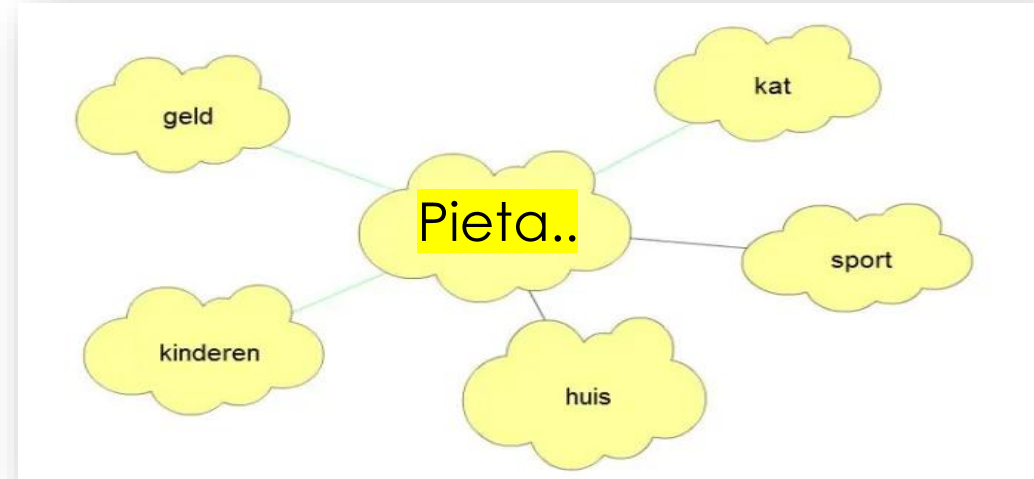 geld
kat
Pieta..
sport
kinderen
huis